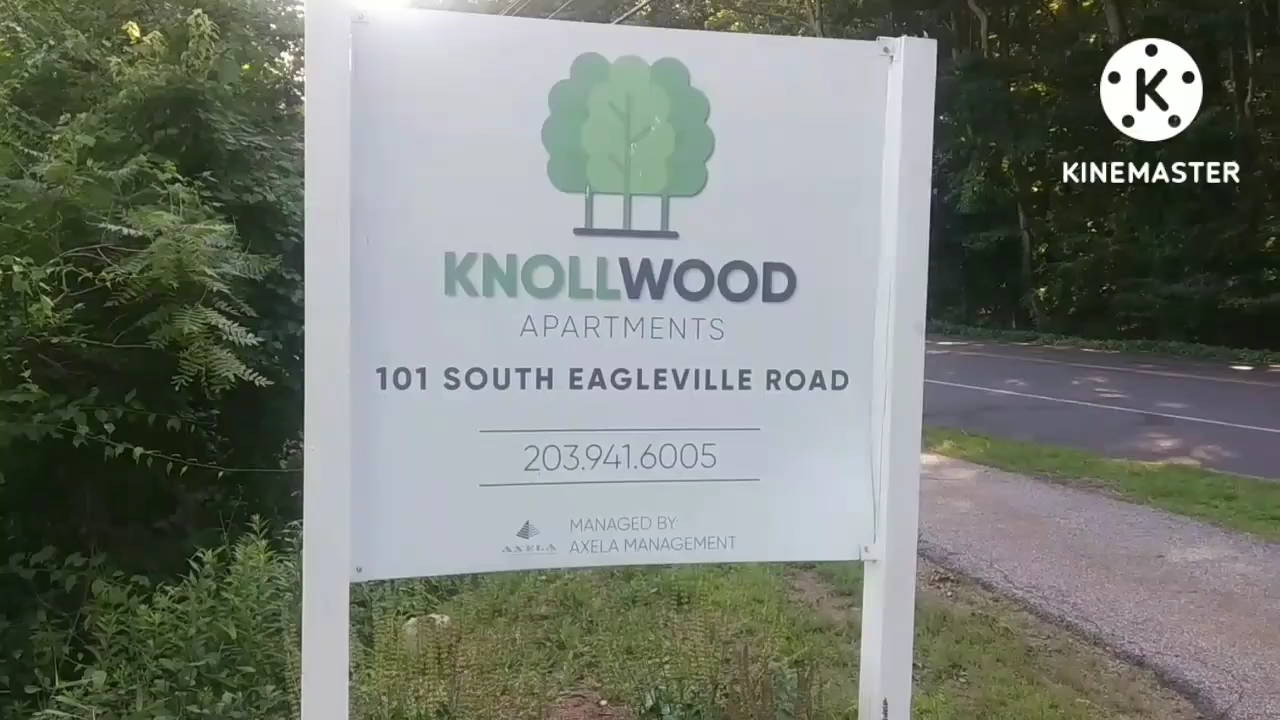 KNOLLWOOD
APARTMENTS
101 SOUTH EAGLEVILLE ROAD
203.941.6005
AXELA
MANAGED BY:
AXELA MANAGEMENT
K
KINEMASTER